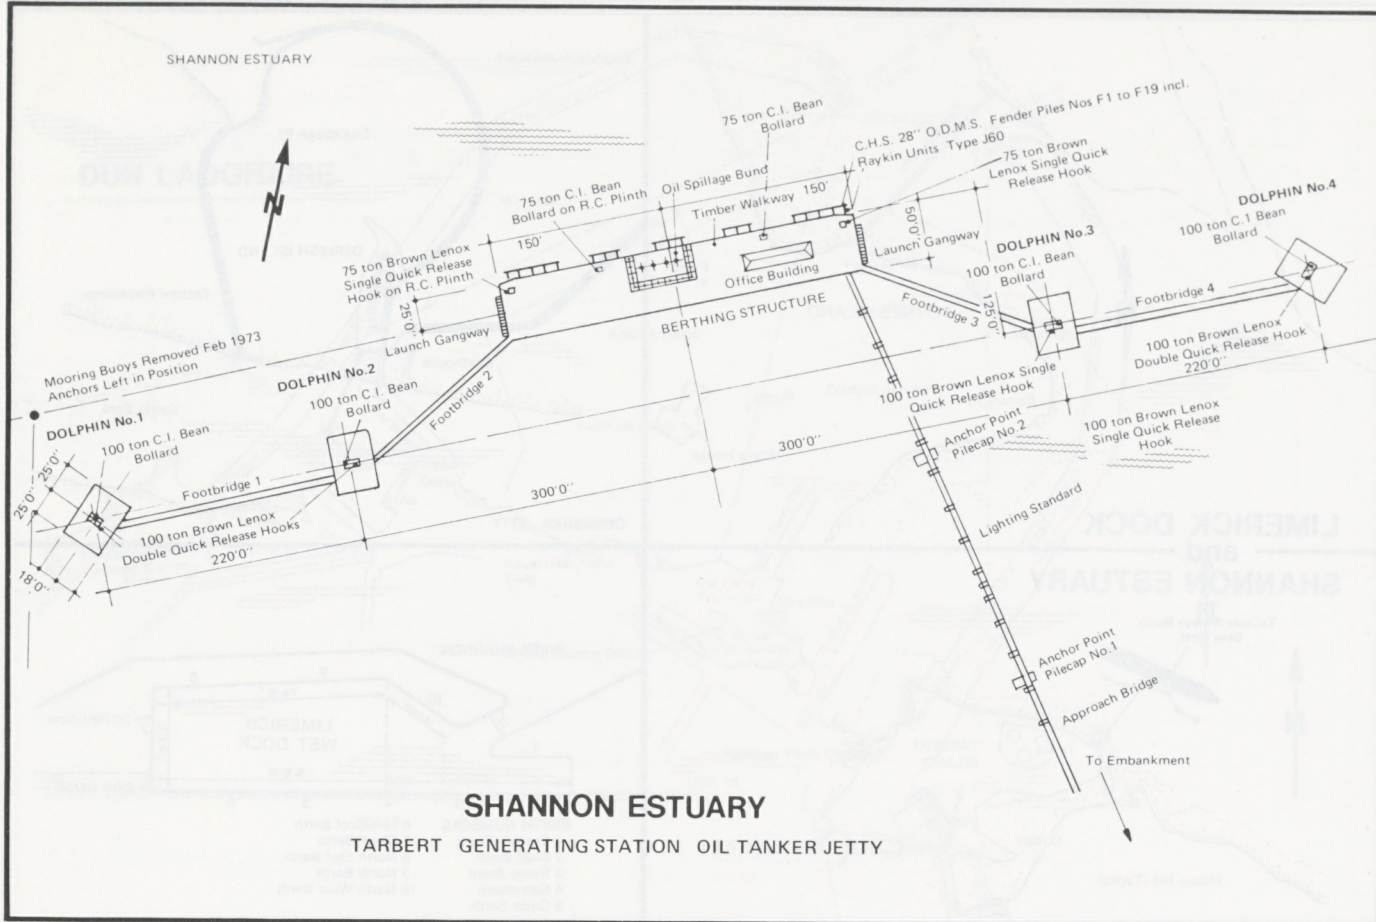 SHANNON ESTUARY
N
75 ton C.I. Bean
Bollard
C.H.S. 28'' O.D.M.S. Fender Piles Nos F1 to F19 incl.
Raykin Units Type J60
75 ton Brown
Lenox Single Quick
Release Hook
75 ton C.I. Bean
Bollard on R.C. Plinth
Oil Spillage Bund
Timber Walkway
150'
150'
50'0''
DOLPHIN No.4
100 ton C.1 Bean
Bollard
75 ton Brown Lenox
Single Quick Release
Hook on R.C. Plinth
25'0''
Launch Gangway
Office Building
BERTHING STRUCTURE
Launch Gangway
DOLPHIN No.3
100 ton C.I. Bean
Bollard
Footbridge 3
125'0''
Footbridge 4
100 ton Brown Lenox
Double Quick Release Hook
220'0''
Mooring Buoys Removed Feb 1973
Anchors Left in Position
DOLPHIN No.2
100 ton C.I. Bean
Bollard
Footbridge 2
100 ton Brown Lenox Single
Quick Release Hook
100 ton Brown Lenox
Single Quick Release
Hook
DOLPHIN No.1
100 ton C.I. Bean
Bollard
25'0''
25'0''
18'0''
Footbridge 1
100 ton Brown Lenox
Double Quick Release Hooks
220'0''
300'0''
300'0''
Anchor Point
Pilecap No.2
Lighting Standard
Anchor Point
Pilecap No.1
Approach Bridge
To Embankment
SHANNON ESTUARY
TARBERT GENERATING STATION OIL TANKER JETTY
LIMERICK DOCK
and
SHANNON ESTUARY
LIMERICK
WET DOCK